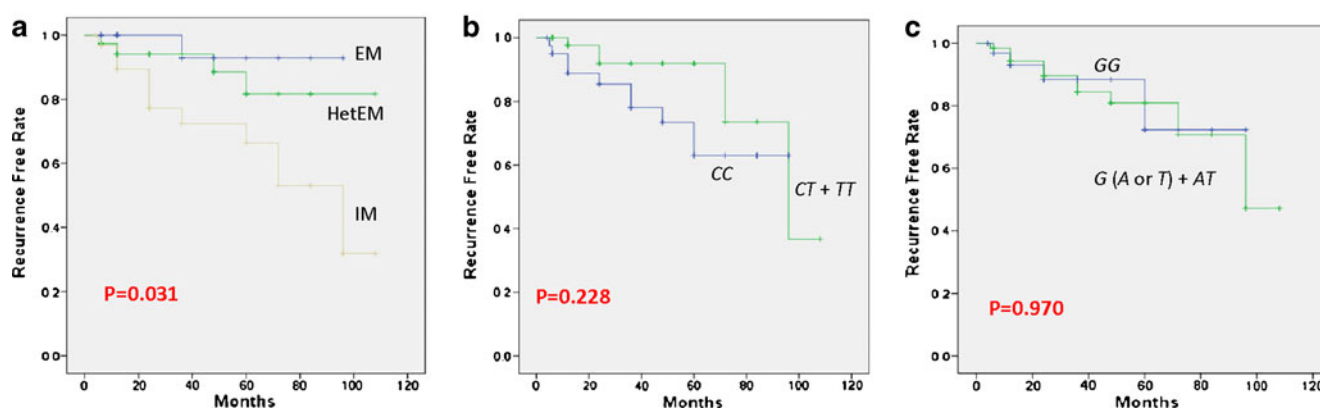 a
Recurrence Free Rate
1 0
0 8
0 6
0 4
0 2
0 0
EM
HetEM
IM
P=0.031
0 20 40 60 80 100 120
Months
b
Recurrence Free Rate
1 0
0 8
0 6
0 4
0 2
0 0
CC
CT + TT
P=0.228
0 20 40 60 80 100 120
Months
c
Recurrence Free Rate
1 0
0 8
0 6
0 4
0 2
0 0
GG
G (A or T) + AT
P=0.970
0 20 40 60 80 100 120
Months